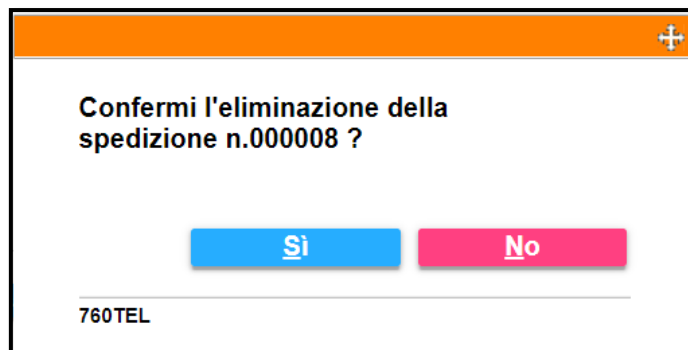 Confermi l'eliminazione della
spedizione n.000008 ?
Sì
No
760TEL